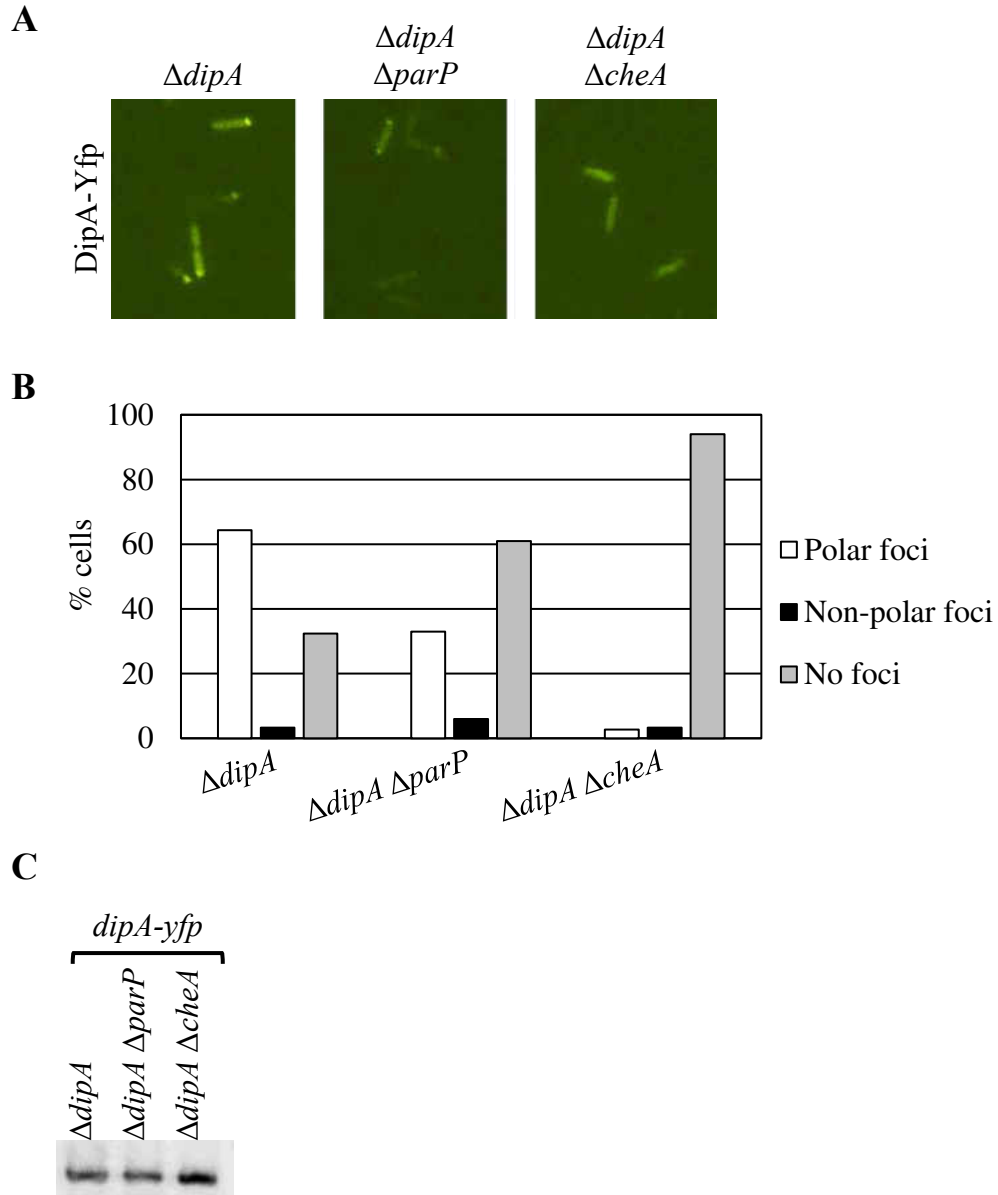 A
ΔdipA
ΔdipA
ΔparP
ΔdipA
ΔcheA
DipA-Yfp
B
100
80
60
40
20
0
% cells
Polar foci
Non-polar foci
No foci
ΔdipA
ΔdipA ΔparP
ΔdipA ΔcheA
C
dipA-yfp
ΔdipA
ΔdipA ΔparP
ΔdipA ΔcheA